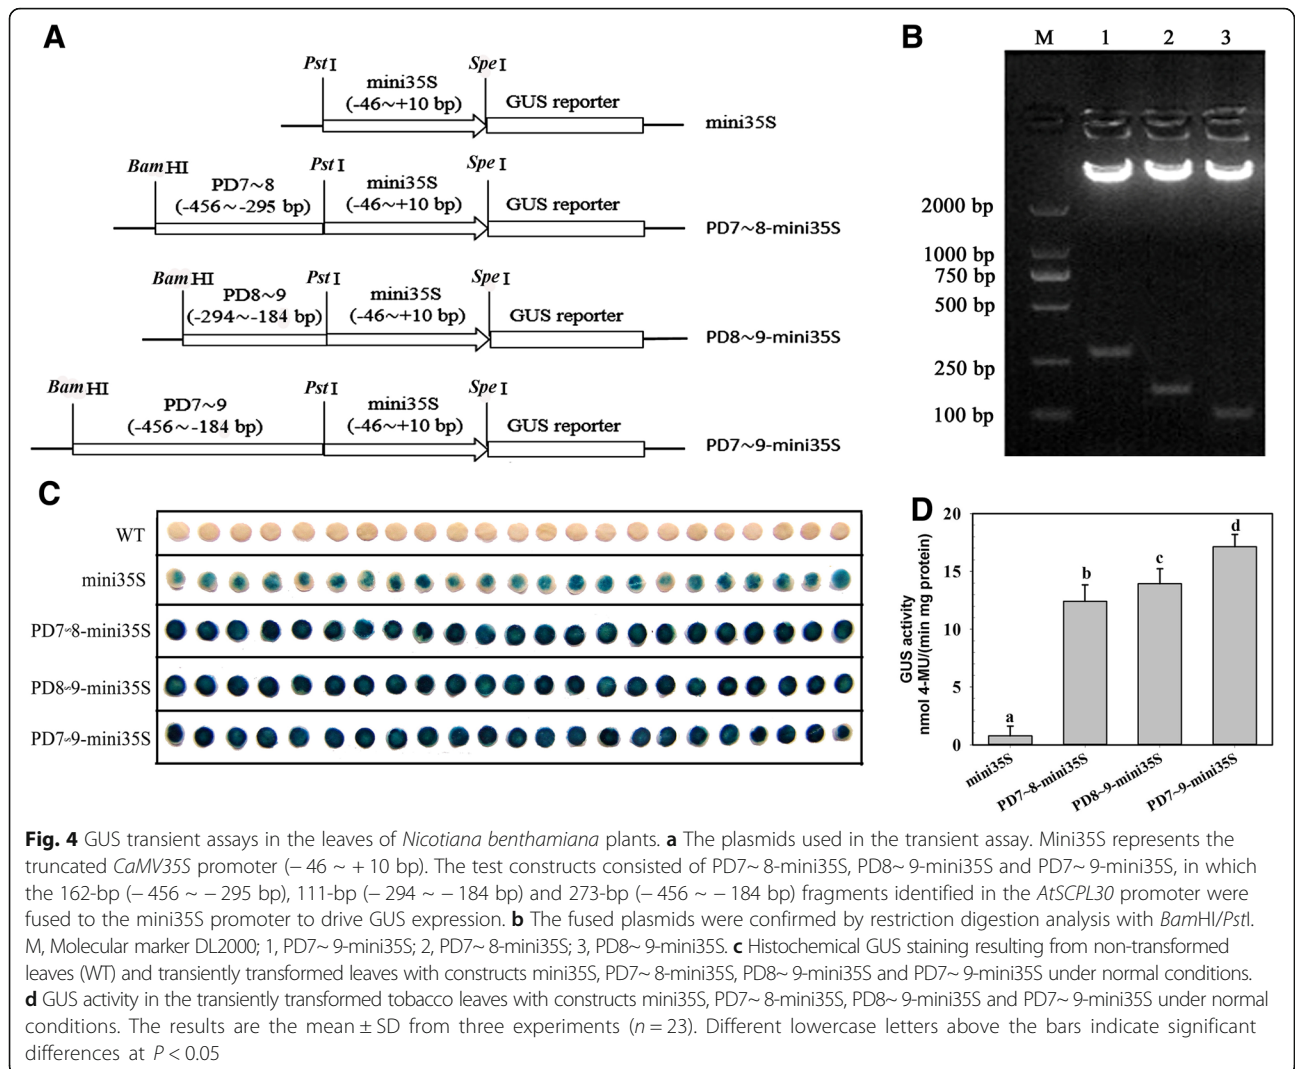 A
Pst I
Spe I
mini35S
(-46~+10 bp)
GUS reporter
mini35S
BamHI
Pst I
Spe I
PD7~8
(-456~-295 bp)
mini35S
(-46~+10 bp)
GUS reporter
PD7~8-mini35S
BamHI
Pst I
Spe I
PD8~9
(-294~-184 bp)
mini35S
(-46~+10 bp)
GUS reporter
PD8~9-mini35S
BamHI
Pst I
Spe I
PD7~9
(-456~-184 bp)
mini35S
(-46~+10 bp)
GUS reporter
PD7~9-mini35S
B
M 1 2 3
2000 bp
1000 bp
750 bp
500 bp
250 bp
100 bp
C
WT
mini35S
PD7~8-mini35S
PD8~9-mini35S
PD7~9-mini35S
D
GUS activity
nmol 4-MU/(min mg protein)
20
15
10
5
0
a
b
c
d
mini35S
PD7~8-mini35S
PD8~9-mini35S
PD7~9-mini35S
Fig. 4 GUS transient assays in the leaves of Nicotiana benthamiana plants. a The plasmids used in the transient assay. Mini35S represents the
truncated CaMV35S promoter (− 46 ~ + 10 bp). The test constructs consisted of PD7~ 8-mini35S, PD8~ 9-mini35S and PD7~ 9-mini35S, in which
the 162-bp (− 456 ~ − 295 bp), 111-bp (− 294 ~ − 184 bp) and 273-bp (− 456 ~ − 184 bp) fragments identified in the AtSCPL30 promoter were
fused to the mini35S promoter to drive GUS expression. b The fused plasmids were confirmed by restriction digestion analysis with BamHI/PstI.
M, Molecular marker DL2000; 1, PD7~ 9-mini35S; 2, PD7~ 8-mini35S; 3, PD8~ 9-mini35S. c Histochemical GUS staining resulting from non-transformed
leaves (WT) and transiently transformed leaves with constructs mini35S, PD7~ 8-mini35S, PD8~ 9-mini35S and PD7~ 9-mini35S under normal conditions.
d GUS activity in the transiently transformed tobacco leaves with constructs mini35S, PD7~ 8-mini35S, PD8~ 9-mini35S and PD7~ 9-mini35S under normal
conditions. The results are the mean ± SD from three experiments (n = 23). Different lowercase letters above the bars indicate significant
differences at P < 0.05